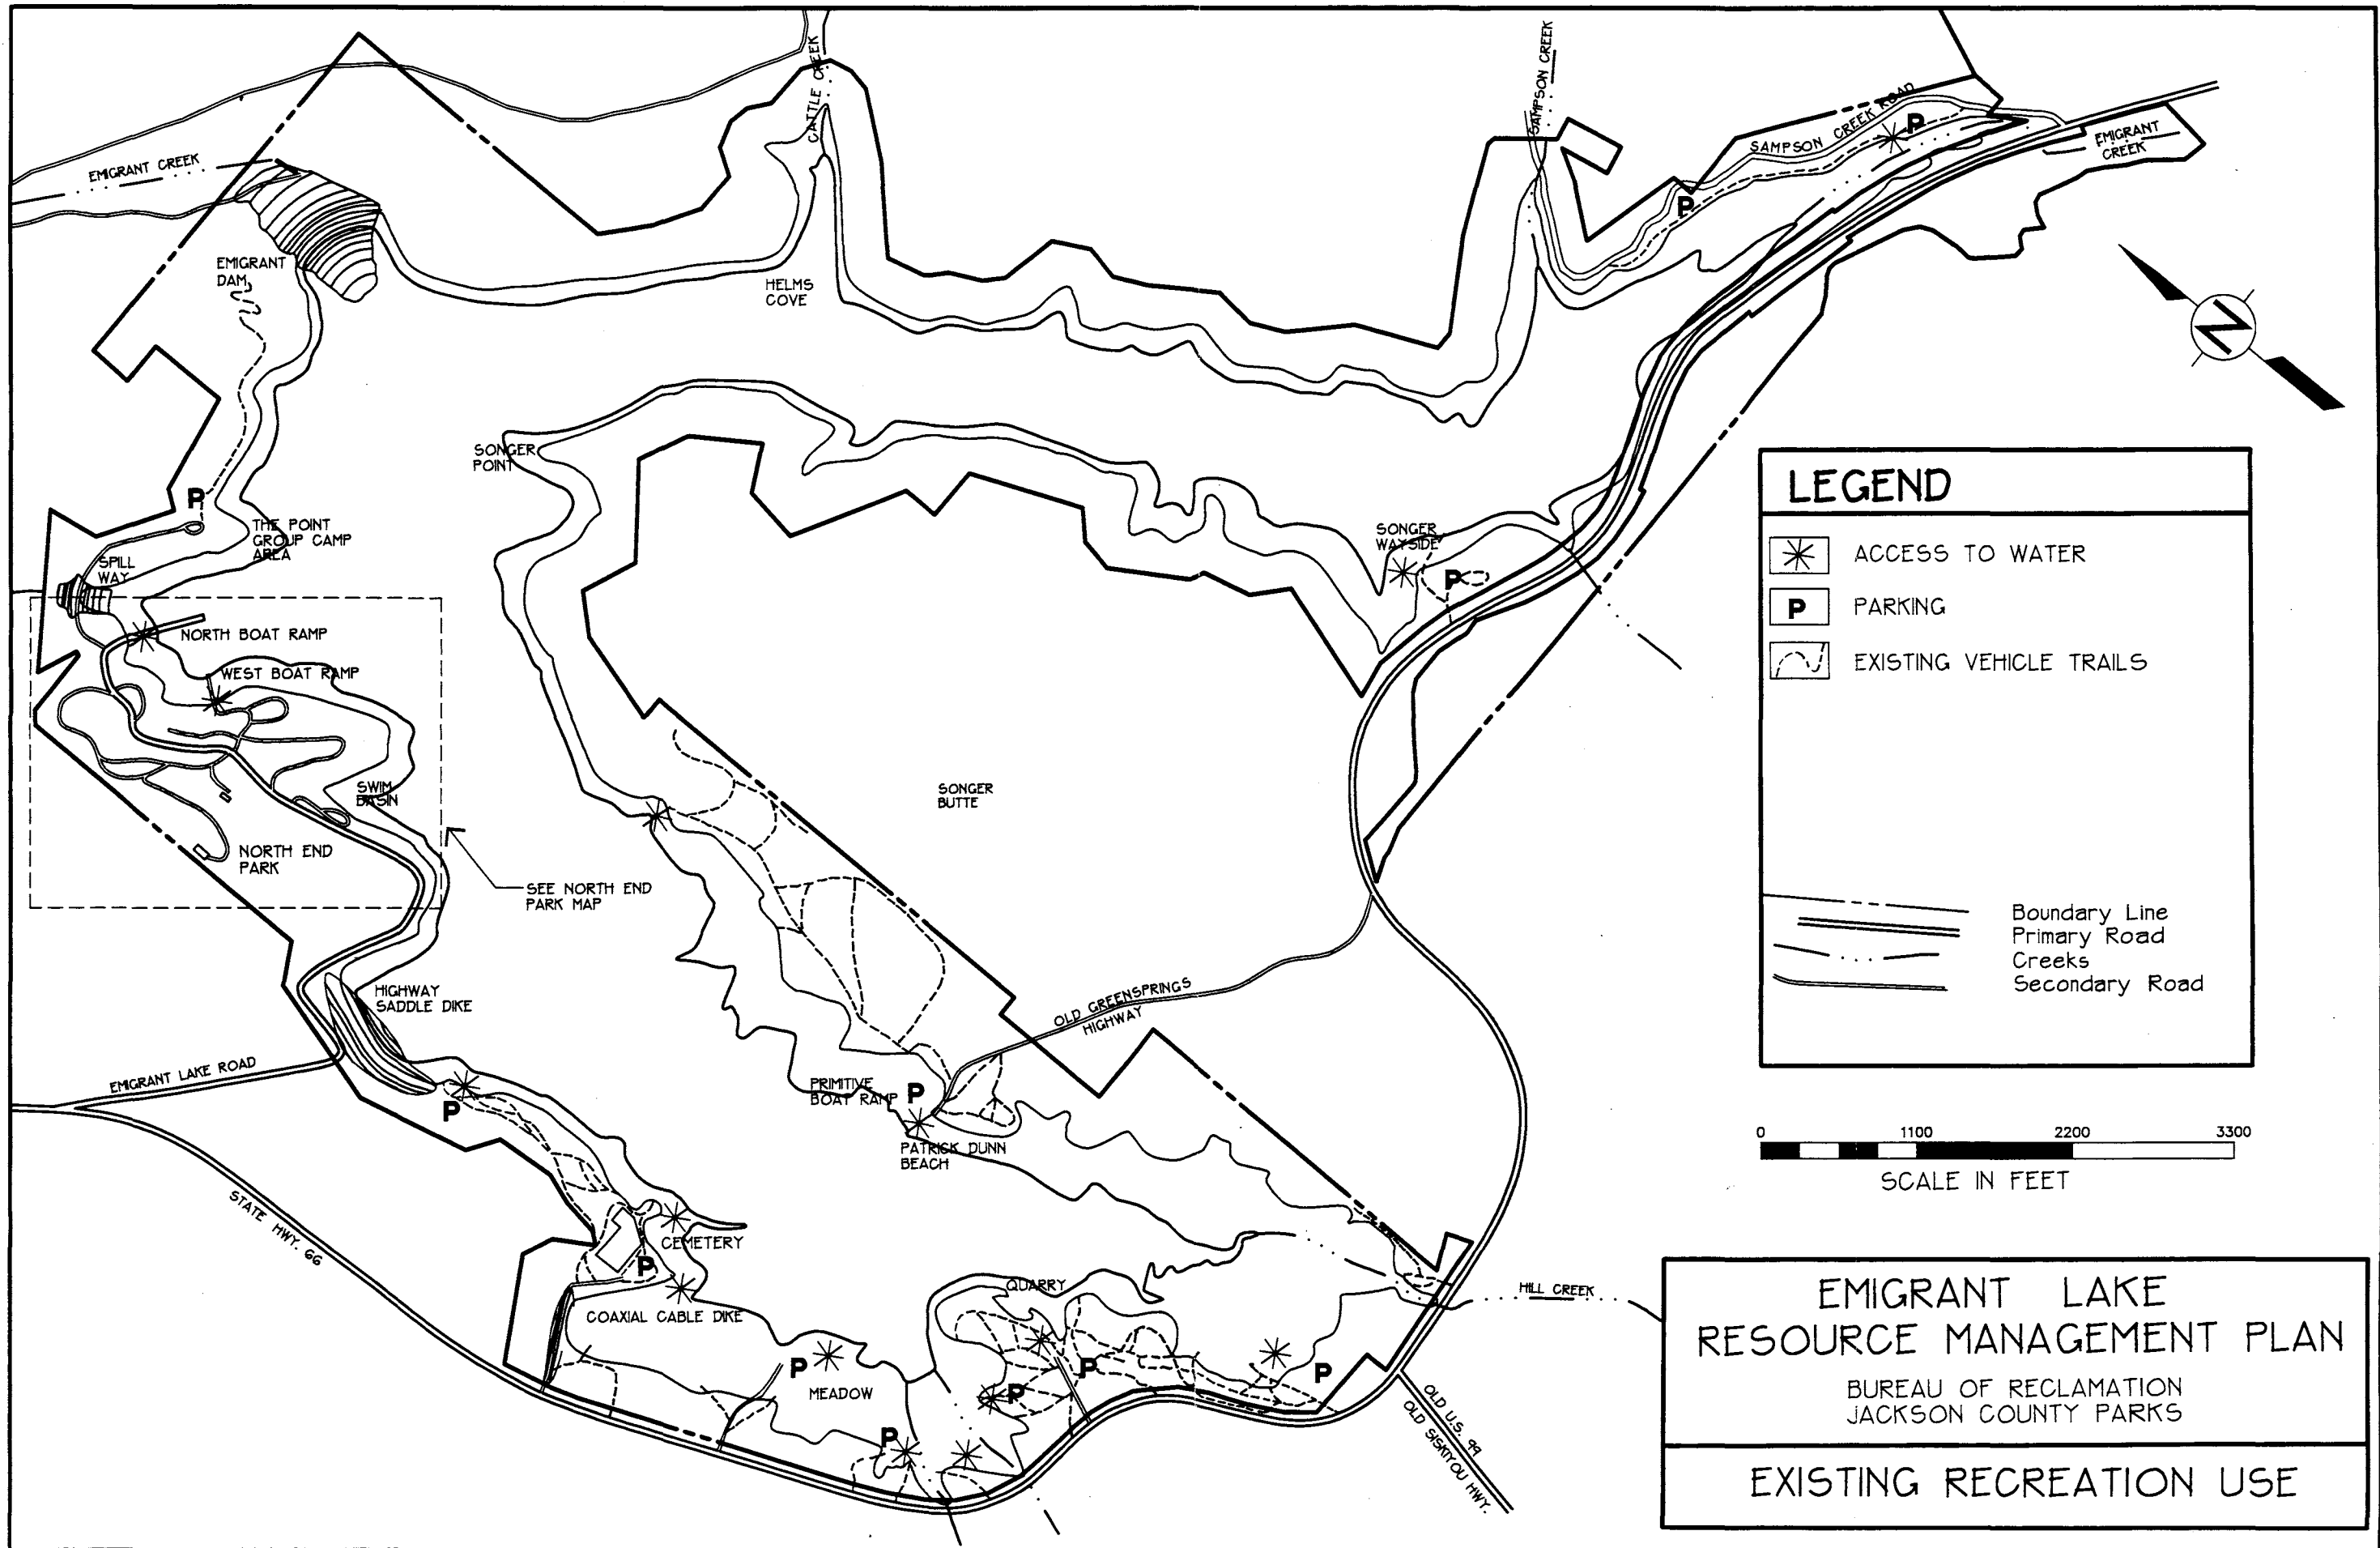 CATTLE CREEK
SAMPSON CREEK
SAMPSON CREEK ROAD
P
EMIGRANT
CREEK
EMIGRANT CREEK
P
EMIGRANT
DAM
HELMS
COVE
N
SONGER
POINT
P
THE POINT
GROUP CAMP
AREA
SPILL
WAY
SONGER
WAYSIDE
P
NORTH BOAT RAMP
WEST BOAT RAMP
SWIM
BASIN
NORTH END
PARK
SEE NORTH END
PARK MAP
SONGER
BUTTE
HIGHWAY
SADDLE DIKE
OLD GREENSPRINGS
HIGHWAY
EMIGRANT LAKE ROAD
P
PRIMITIVE
BOAT RAMP
P
PATRICK DUNN
BEACH
STATE HWY. 66
CEMETERY
P
COAXIAL CABLE DIKE
QUARRY
HILL CREEK
P
MEADOW
P
P
P
P
OLD U.S. 99
OLD SISKIYOU HWY.
LEGEND
ACCESS TO WATER
P PARKING
EXISTING VEHICLE TRAILS
Boundary Line
Primary Road
Creeks
Secondary Road
0 1100 2200 3300
SCALE IN FEET
EMIGRANT LAKE
RESOURCE MANAGEMENT PLAN
BUREAU OF RECLAMATION
JACKSON COUNTY PARKS
EXISTING RECREATION USE